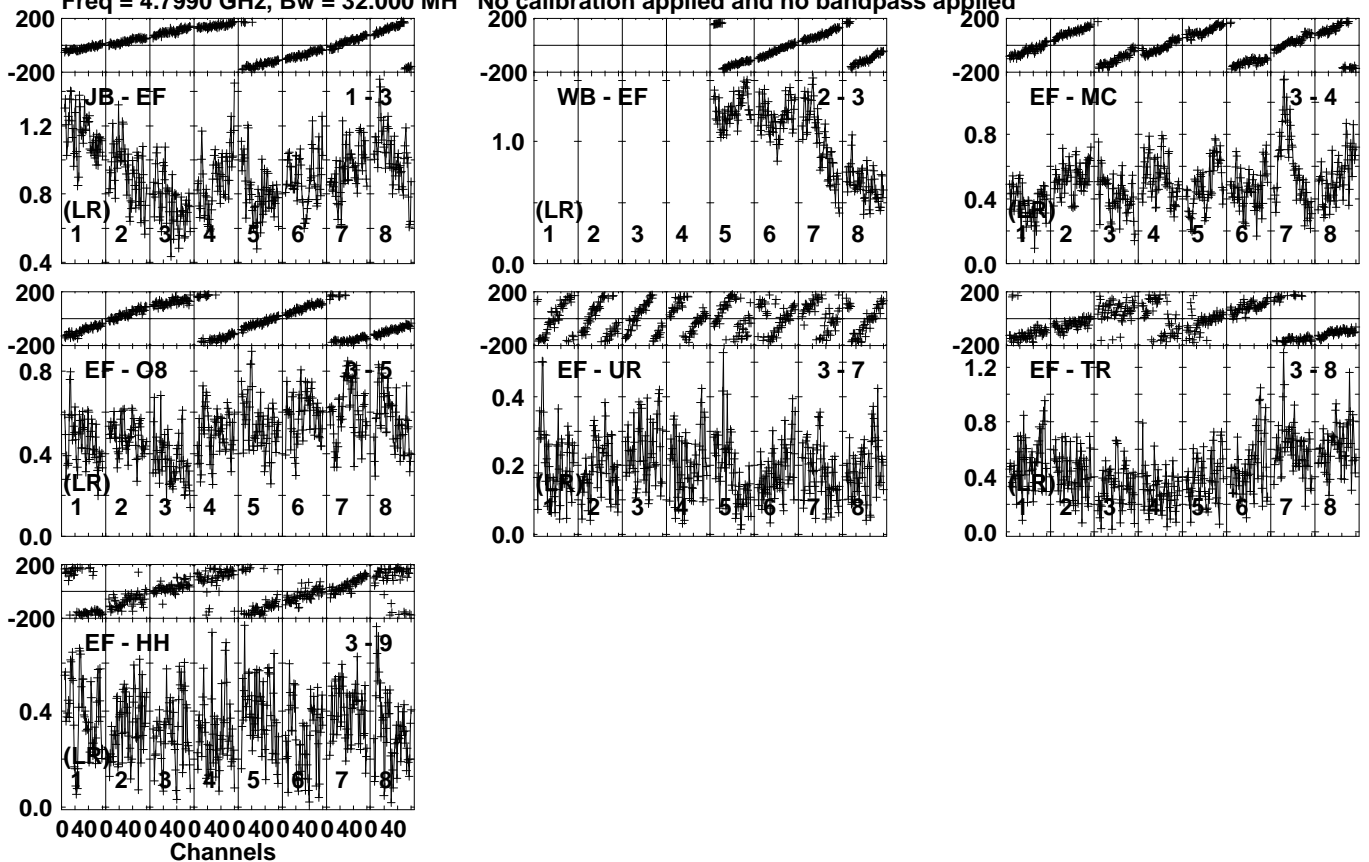 Freq = 4.7990 GHz, Bw = 32.000 MH No calibration applied and no bandpass applied
200
-200
JB - EF 1 - 3
1.2
0.8
0.4
(LR)
1 2 3 4 5 6 7 8
200
-200
WB - EF 2 - 3
1.0
0.0
(LR)
1 2 3 4 5 6 7 8
200
-200
EF - MC 3 - 4
0.8
0.4
0.0
(LR)
1 2 3 4 5 6 7 8
200
-200
EF - O8 3 - 5
0.8
0.4
0.0
(LR)
1 2 3 4 5 6 7 8
200
-200
EF - UR 3 - 7
0.4
0.2
0.0
(LR)
1 2 3 4 5 6 7 8
200
-200
EF - TR 3 - 8
1.2
0.8
0.4
0.0
(LR)
1 2 3 4 5 6 7 8
200
-200
EF - HH 3 - 9
0.4
0.0
(LR)
1 2 3 4 5 6 7 8
0 40 0 40 0 40 0 40 0 40 0 40 0 40 0 40
Channels